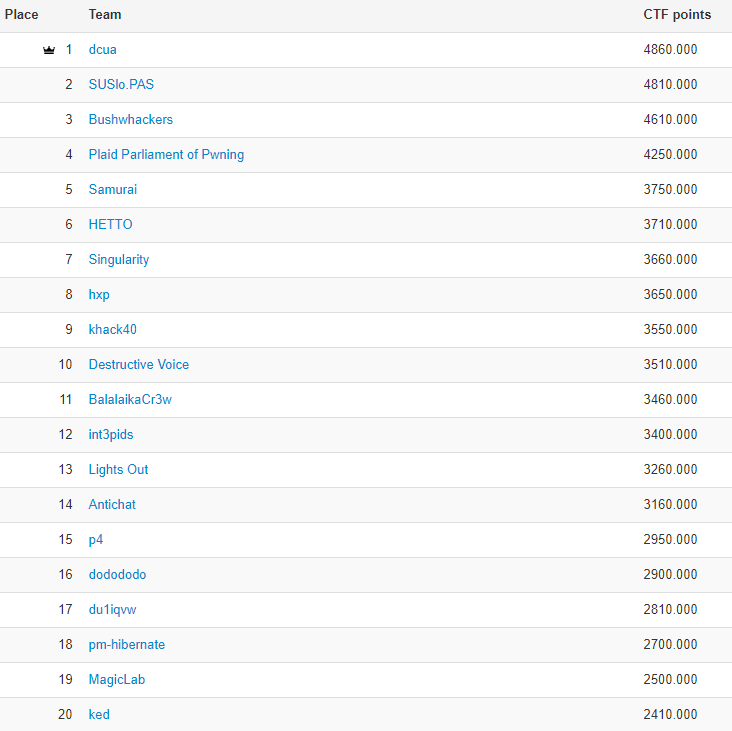 Place Team CTF points
1 dcua 4860.000
2 SUSlo.PAS 4810.000
3 Bushwhackers 4610.000
4 Plaid Parliament of Pwning 4250.000
5 Samurai 3750.000
6 HETTO 3710.000
7 Singularity 3660.000
8 hxp 3650.000
9 khack40 3550.000
10 Destructive Voice 3510.000
11 BalalaikaCr3w 3460.000
12 int3pids 3400.000
13 Lights Out 3260.000
14 Antichat 3160.000
15 p4 2950.000
16 dodododo 2900.000
17 du1iqvw 2810.000
18 pm-hibernate 2700.000
19 MagicLab 2500.000
20 ked 2410.000